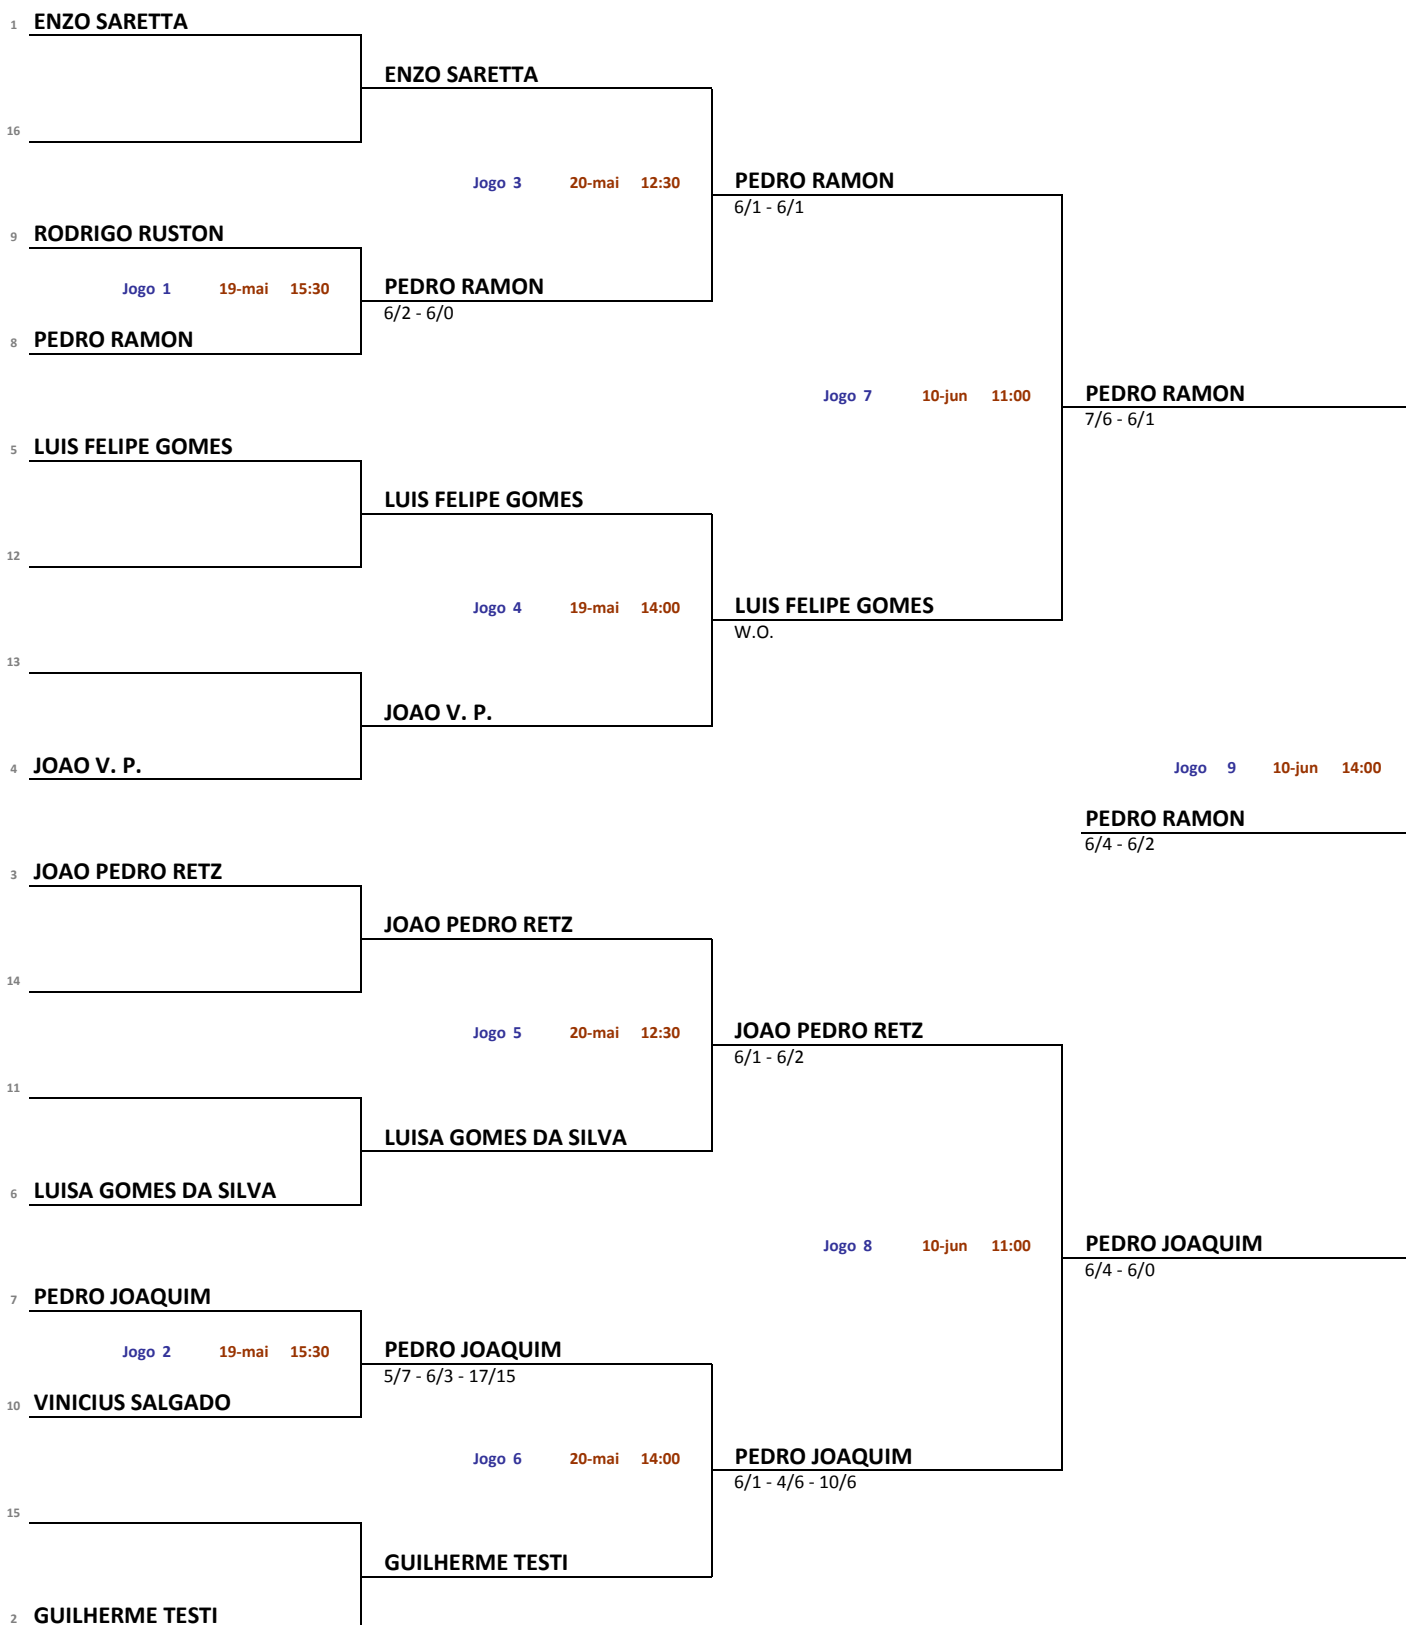 1 ENZO SARETTA
ENZO SARETTA
16
Jogo 3 20-mai 12:30
PEDRO RAMON
6/1 - 6/1
9 RODRIGO RUSTON
Jogo 1 19-mai 15:30
PEDRO RAMON
6/2 - 6/0
8 PEDRO RAMON
Jogo 7 10-jun 11:00
PEDRO RAMON
7/6 - 6/1
5 LUIS FELIPE GOMES
LUIS FELIPE GOMES
12
Jogo 4 19-mai 14:00
LUIS FELIPE GOMES
W.O.
13
JOAO V. P.
4 JOAO V. P.
Jogo 9 10-jun 14:00
PEDRO RAMON
6/4 - 6/2
3 JOAO PEDRO RETZ
JOAO PEDRO RETZ
14
Jogo 5 20-mai 12:30
JOAO PEDRO RETZ
6/1 - 6/2
11
LUISA GOMES DA SILVA
6 LUISA GOMES DA SILVA
Jogo 8 10-jun 11:00
PEDRO JOAQUIM
6/4 - 6/0
7 PEDRO JOAQUIM
Jogo 2 19-mai 15:30
PEDRO JOAQUIM
5/7 - 6/3 - 17/15
10 VINICIUS SALGADO
Jogo 6 20-mai 14:00
PEDRO JOAQUIM
6/1 - 4/6 - 10/6
15
GUILHERME TESTI
2 GUILHERME TESTI